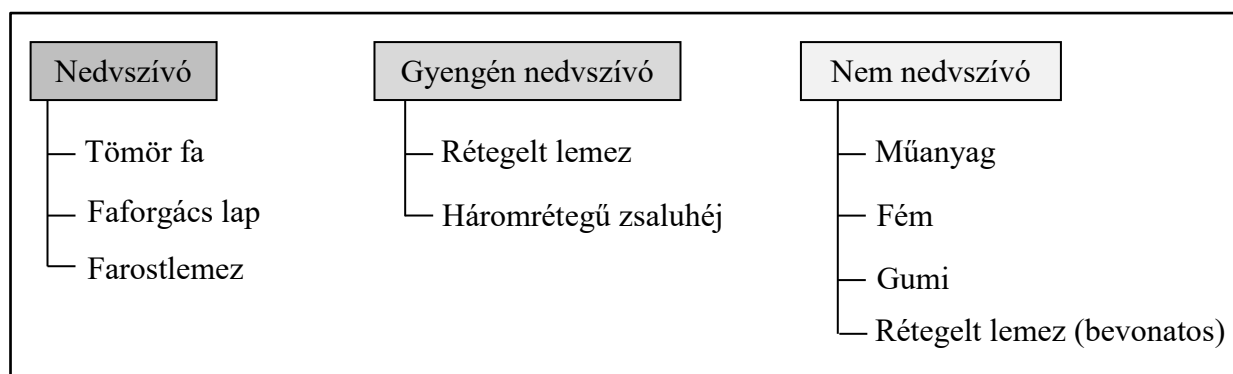 Nedvszívó
Tömör fa
Faforgács lap
Farostlemez
Gyengén nedvszívó
Rétegelt lemez
Háromrétegű zsaluhéj
Nem nedvszívó
Műanyag
Fém
Gumi
Rétegelt lemez (bevonatos)